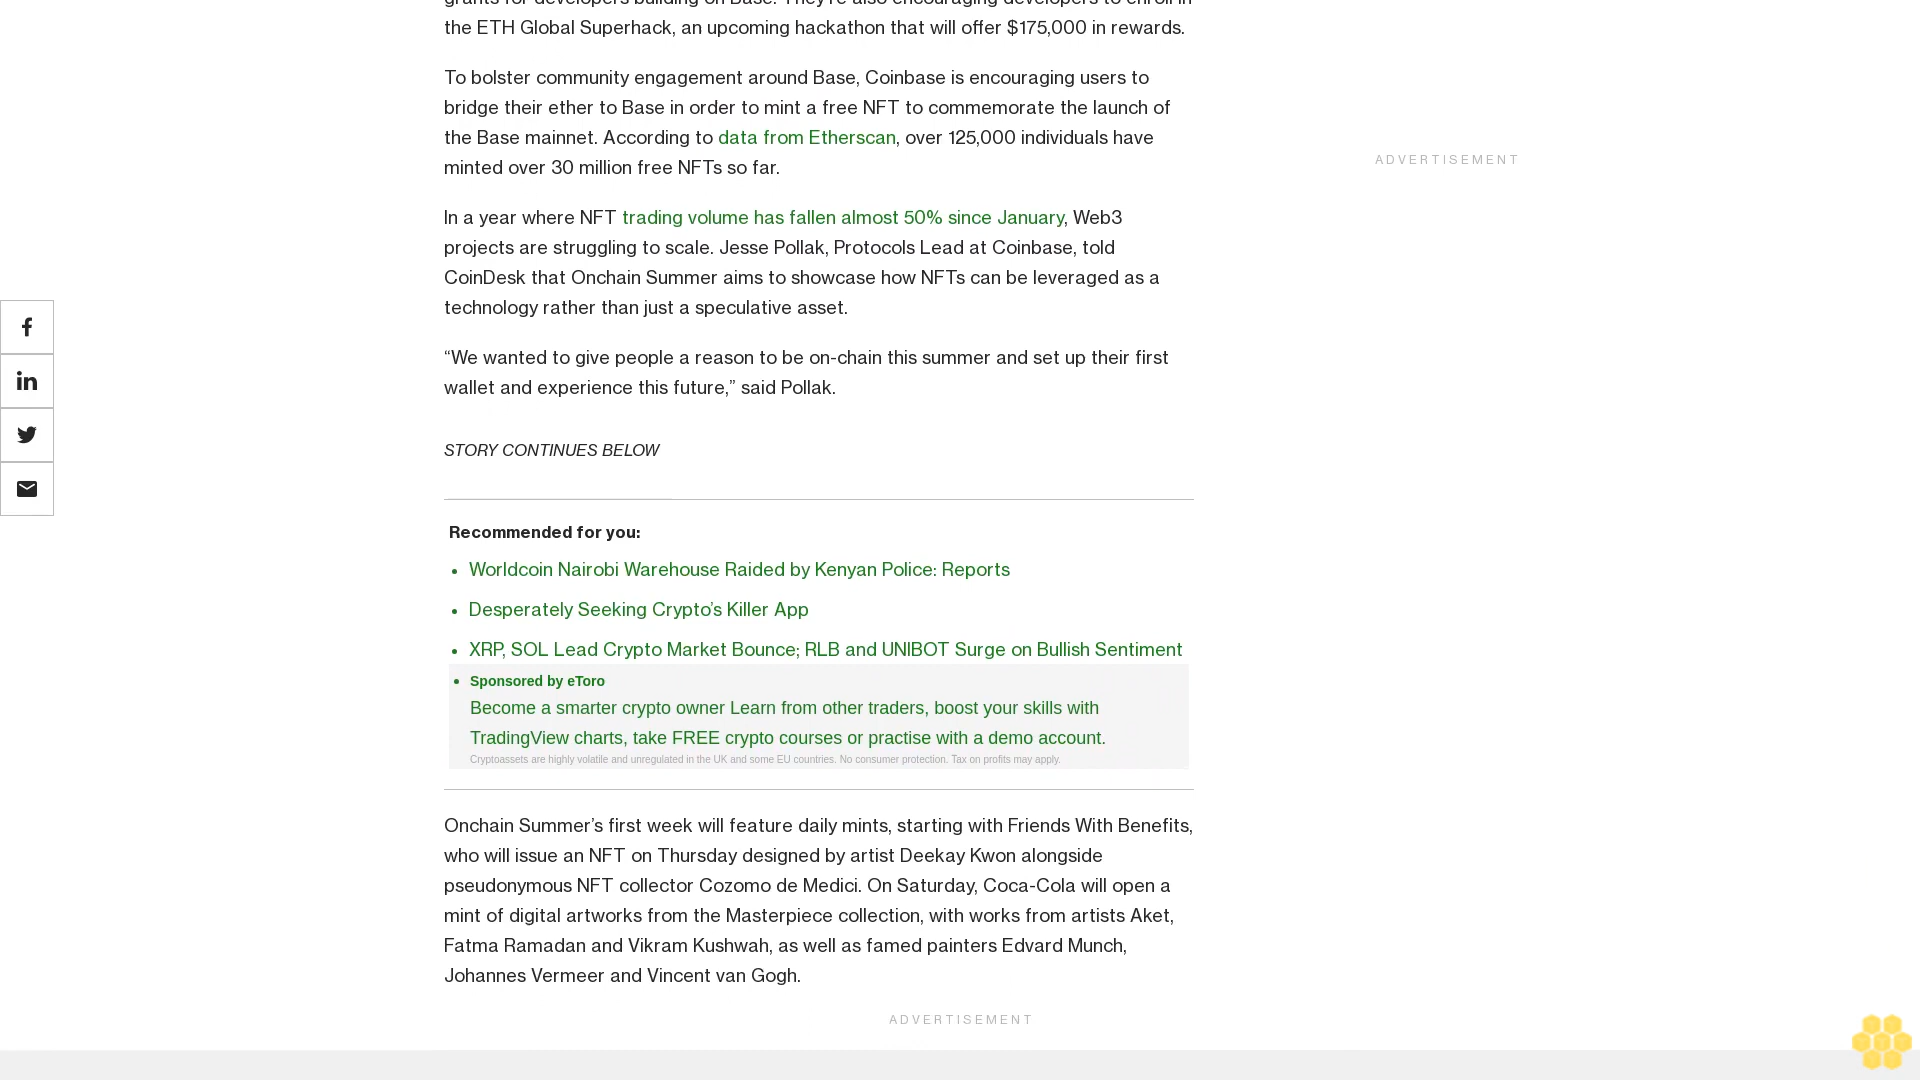 the ETH Global Superhack, an upcoming hackathon that will offer $175,000 in rewards.
To bolster community engagement around Base, Coinbase is encouraging users to
bridge their ether to Base in order to mint a free NFT to commemorate the launch of
the Base mainnet. According to data from Etherscan, over 125,000 individuals have
minted over 30 million free NFTs so far.
ADVERTISEMENT
In a year where NFT trading volume has fallen almost 50% since January, Web3
projects are struggling to scale. Jesse Pollak, Protocols Lead at Coinbase, told
CoinDesk that Onchain Summer aims to showcase how NFTs can be leveraged as a
technology rather than just a speculative asset.
“We wanted to give people a reason to be on-chain this summer and set up their first
wallet and experience this future,” said Pollak.
STORY CONTINUES BELOW
Recommended for you:
• Worldcoin Nairobi Warehouse Raided by Kenyan Police: Reports
• Desperately Seeking Crypto’s Killer App
• XRP, SOL Lead Crypto Market Bounce; RLB and UNIBOT Surge on Bullish Sentiment
• Sponsored by eToro
Become a smarter crypto owner Learn from other traders, boost your skills with
TradingView charts, take FREE crypto courses or practise with a demo account.
Cryptoassets are highly volatile and unregulated in the UK and some EU countries. No consumer protection. Tax on profits may apply.
Onchain Summer’s first week will feature daily mints, starting with Friends With Benefits,
who will issue an NFT on Thursday designed by artist Deekay Kwon alongside
pseudonymous NFT collector Cozomo de Medici. On Saturday, Coca-Cola will open a
mint of digital artworks from the Masterpiece collection, with works from artists Aket,
Fatma Ramadan and Vikram Kushwah, as well as famed painters Edvard Munch,
Johannes Vermeer and Vincent van Gogh.
ADVERTISEMENT